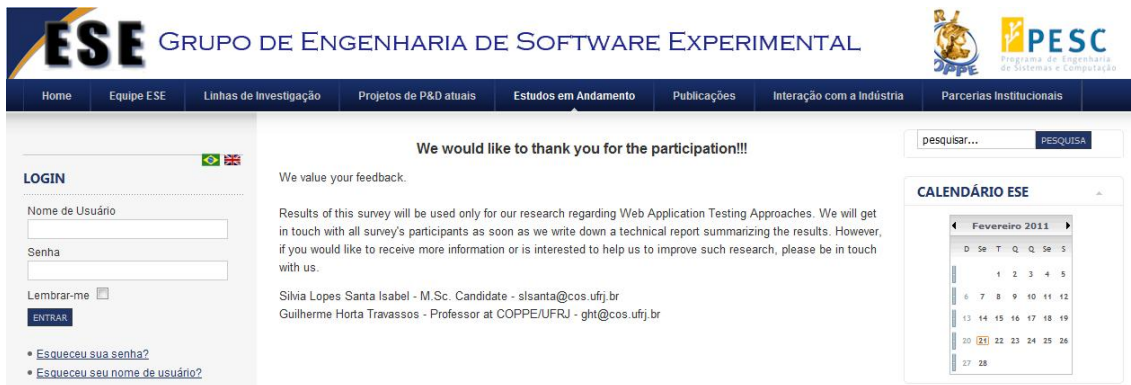 ESE GRUPO DE ENGENHARIA DE SOFTWARE EXPERIMENTAL
COPPE
PESC
Programa de Engenharia
de Sistemas e Computação
Home Equipe ESE Linhas de Investigação Projetos de P&D atuais Estudos em Andamento Publicações Interação com a Indústria Parcerias Institucionais
LOGIN
Nome de Usuário
Senha
Lembrar-me
ENTRAR
Esqueceu sua senha?
Esqueceu seu nome de usuário?
We would like to thank you for the participation!!!
We value your feedback.
Results of this survey will be used only for our research regarding Web Application Testing Approaches. We will get
in touch with all survey's participants as soon as we write down a technical report summarizing the results. However,
if you would like to receive more information or is interested to help us to improve such research, please be in touch
with us.
Silvia Lopes Santa Isabel - M.Sc. Candidate - slsanta@cos.ufrj.br
Guilherme Horta Travassos - Professor at COPPE/UFRJ - ght@cos.ufrj.br
pesquisar... PESQUISA
CALENDÁRIO ESE
Fevereiro 2011
D Se T Q Q Se S
1 2 3 4 5
6 7 8 9 10 11 12
13 14 15 16 17 18 19
20 21 22 23 24 25 26
27 28